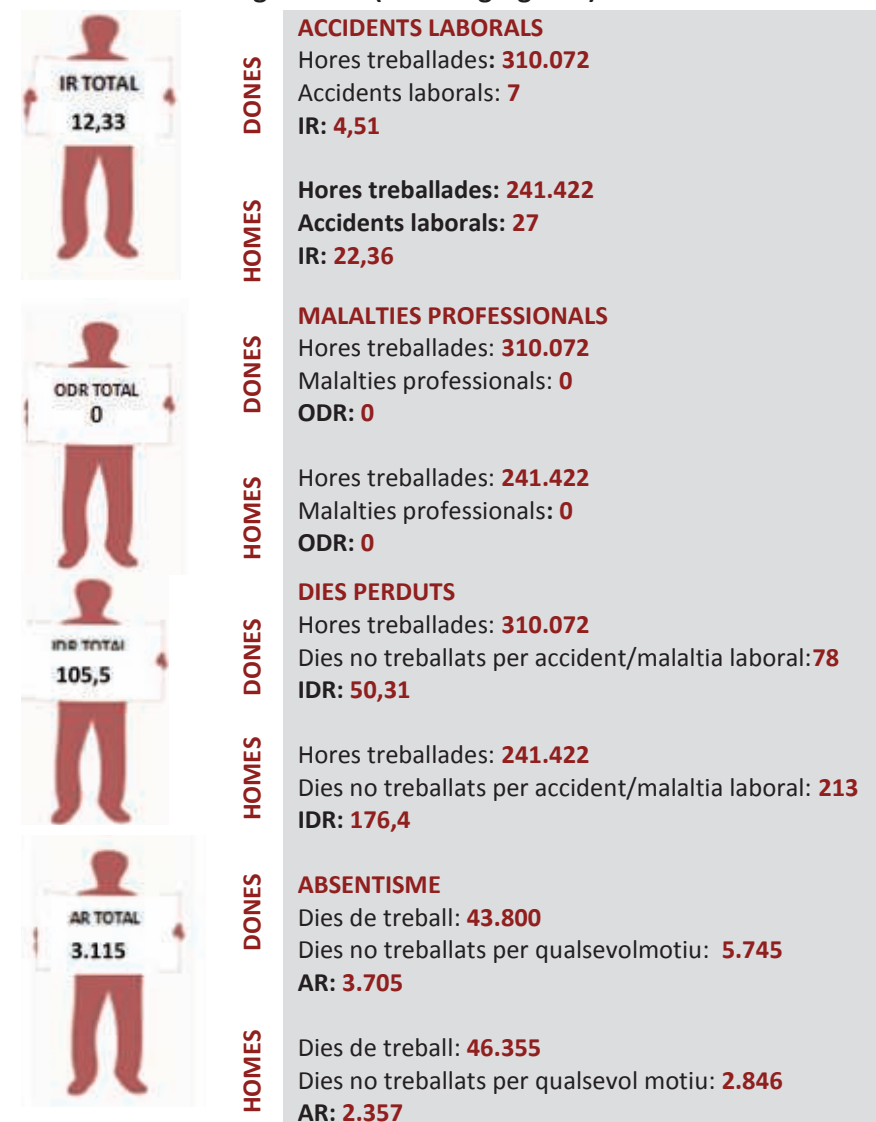 IR TOTAL
12,33
DONES
ACCIDENTS LABORALS
Hores treballades: 310.072
Accidents laborals: 7
IR: 4,51
HOMES
Hores treballades: 241.422
Accidents laborals: 27
IR: 22,36
ODR TOTAL
0
DONES
MALALTIES PROFESSIONALS
Hores treballades: 310.072
Malalties professionals: 0
ODR: 0
HOMES
Hores treballades: 241.422
Malalties professionals: 0
ODR: 0
IDR TOTAL
105,5
DONES
DIES PERDUTS
Hores treballades: 310.072
Dies no treballats per accident/malaltia laboral:78
IDR: 50,31
HOMES
Hores treballades: 241.422
Dies no treballats per accident/malaltia laboral: 213
IDR: 176,4
AR TOTAL
3.115
DONES
ABSENTISME
Dies de treball: 43.800
Dies no treballats per qualsevolmotiu: 5.745
AR: 3.705
HOMES
Dies de treball: 46.355
Dies no treballats per qualsevol motiu: 2.846
AR: 2.357